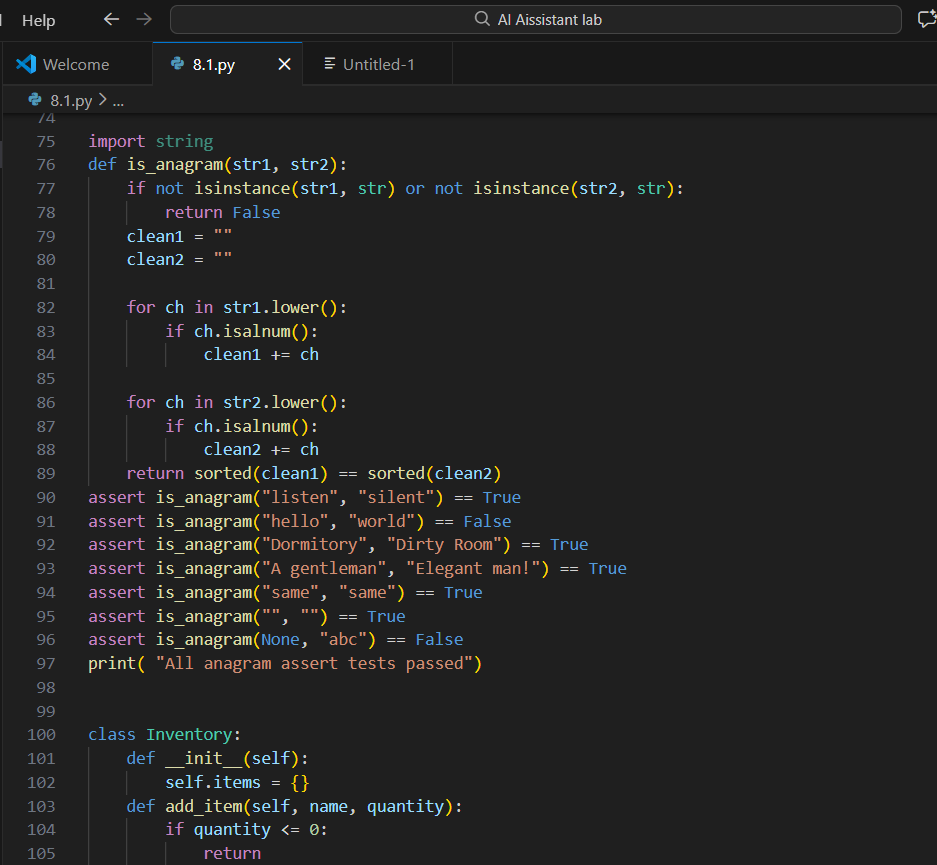 Help
AI Aissistant lab
Welcome
8.1.py
Untitled-1
8.1.py > ...
74
75 import string
76 def is_anagram(str1, str2):
77     if not isinstance(str1, str) or not isinstance(str2, str):
78         return False
79     clean1 = ""
80     clean2 = ""
81
82     for ch in str1.lower():
83         if ch.isalnum():
84             clean1 += ch
85
86     for ch in str2.lower():
87         if ch.isalnum():
88             clean2 += ch
89     return sorted(clean1) == sorted(clean2)
90 assert is_anagram("listen", "silent") == True
91 assert is_anagram("hello", "world") == False
92 assert is_anagram("Dormitory", "Dirty Room") == True
93 assert is_anagram("A gentleman", "Elegant man!") == True
94 assert is_anagram("same", "same") == True
95 assert is_anagram("", "") == True
96 assert is_anagram(None, "abc") == False
97 print( "All anagram assert tests passed")
98
99
100 class Inventory:
101     def __init__(self):
102         self.items = {}
103     def add_item(self, name, quantity):
104         if quantity <= 0:
105             return